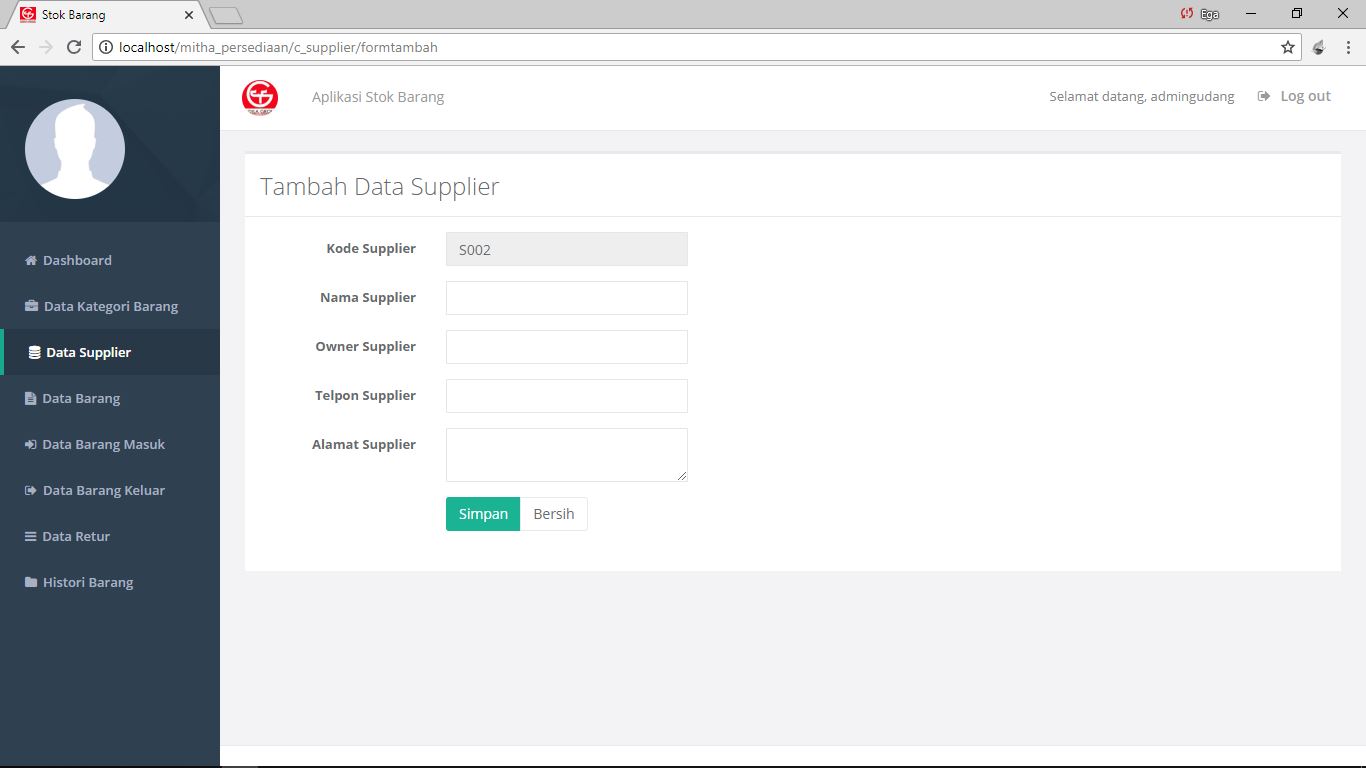 Stok Barang
Ega
localhost/mitha_persediaan/c_supplier/formtambah
Aplikasi Stok Barang
Selamat datang, admingudang
Log out
Dashboard
Data Kategori Barang
Data Supplier
Data Barang
Data Barang Masuk
Data Barang Keluar
Data Retur
Histori Barang
Tambah Data Supplier
Kode Supplier
S002
Nama Supplier
Owner Supplier
Telpon Supplier
Alamat Supplier
Simpan
Bersih